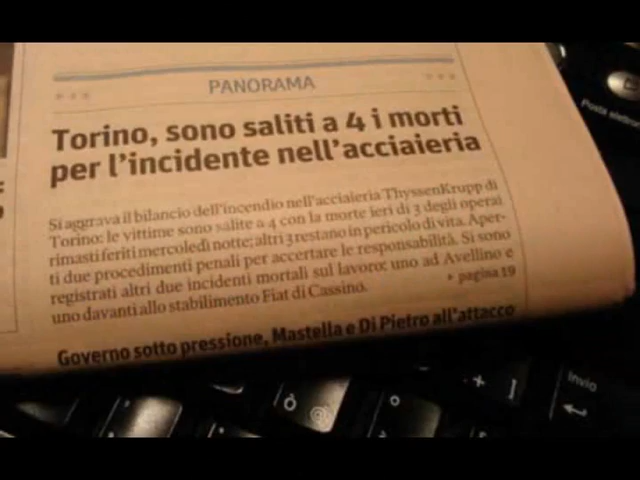 PANORAMA
Torino, sono saliti a 4 i morti
per l'incidente nell'acciaieria
Si aggrava il bilancio dell'incendio nell'acciaieria ThyssenKrupp di
Torino: le vittime sono salite a 4 con la morte ieri di 3 degli operai
rimasti feriti mercoledì notte; altri 3 restano in pericolo di vita. Aper-
ti due procedimenti penali per accertare le responsabilità. Si sono
registrati altri due incidenti mortali sul lavoro: uno ad Avellino e
uno davanti allo stabilimento Fiat di Cassino. » pagina 19
Governo sotto pressione, Mastella e Di Pietro all'attacco
Posta elettron
Invio
ò @
+ ]